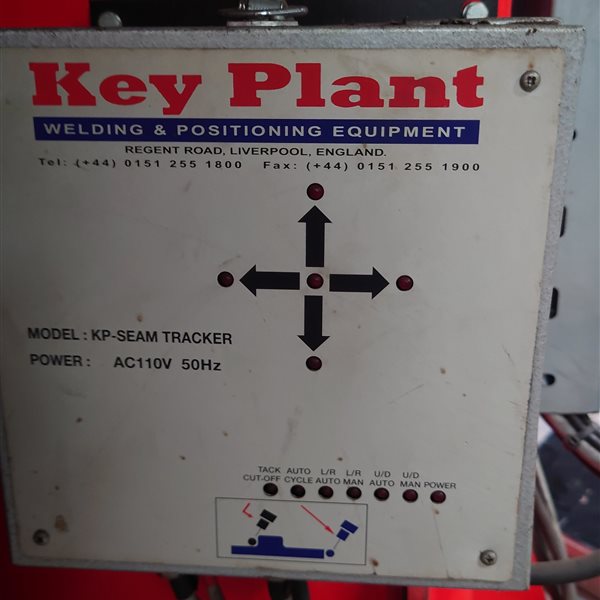 Key Plant
WELDING & POSITIONING EQUIPMENT
REGENT ROAD, LIVERPOOL, ENGLAND.
Tel: (+44) 0151 255 1800 Fax: (+44) 0151 255 1900
MODEL : KP-SEAM TRACKER
POWER : AC110V 50Hz
TACK AUTO L/R L/R U/D U/D
CUT-OFF CYCLE AUTO MAN AUTO MAN POWER